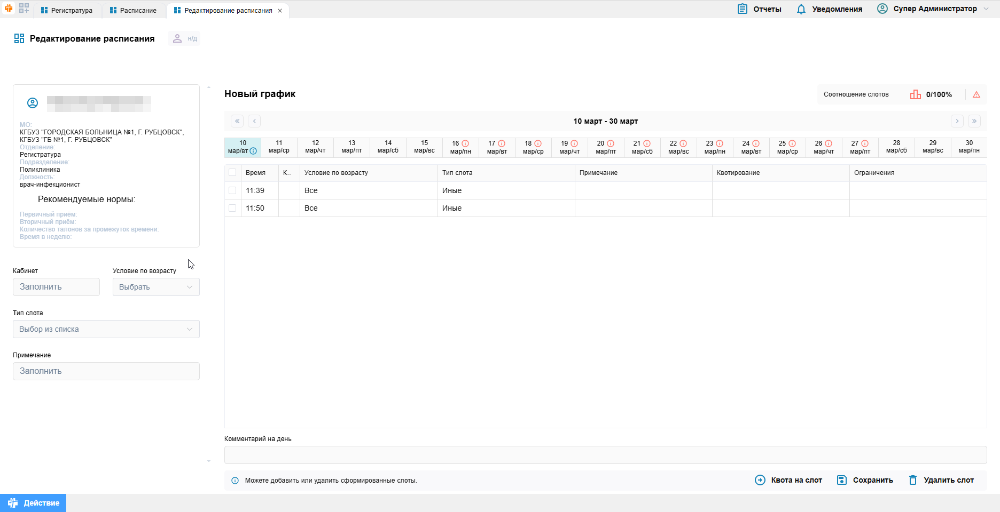 Регистратура
Расписание
Редактирование расписания
Отчеты
Уведомления
Супер Администратор
Редактирование расписания
н/д
МО:
КГБУЗ "ГОРОДСКАЯ БОЛЬНИЦА №1, Г. РУБЦОВСК",
КГБУЗ "ГБ №1, Г. РУБЦОВСК"
Отделение:
Регистратура
Подразделение:
Поликлиника
Должность:
врач-инфекционист
Рекомендуемые нормы:
Первичный приём:
Вторичный приём:
Количество талонов за промежуток времени:
Время в неделю:
Кабинет
Условие по возрасту
Заполнить
Выбрать
Тип слота
Выбор из списка
Примечание
Заполнить
Новый график
Соотношение слотов
0/100%
10 март - 30 март
10 мар/вт
11 мар/ср
12 мар/чт
13 мар/пт
14 мар/сб
15 мар/вс
16 мар/пн
17 мар/вт
18 мар/ср
19 мар/чт
20 мар/пт
21 мар/сб
22 мар/вс
23 мар/пн
24 мар/вт
25 мар/ср
26 мар/чт
27 мар/пт
28 мар/сб
29 мар/вс
30 мар/пн
Время К.. Условие по возрасту Тип слота Примечание Квотирование Ограничения
11:39 Все Иные
11:50 Все Иные
Комментарий на день
Можете добавить или удалить сформированные слоты.
Квота на слот
Сохранить
Удалить слот
Действие